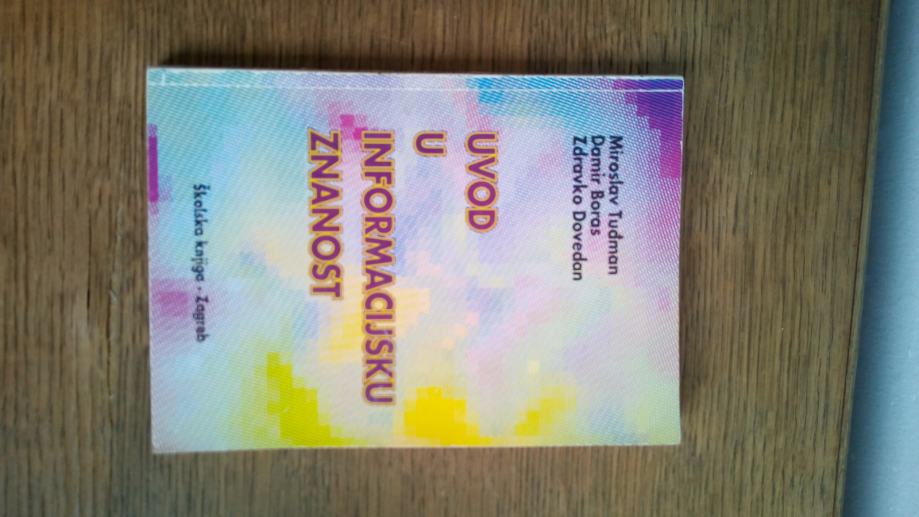 Miroslav Tuđman
Damir Boras
Zdravko Dovedan
UVOD
U
INFORMACIJSKU
ZNANOST
školska knjiga • Zagreb